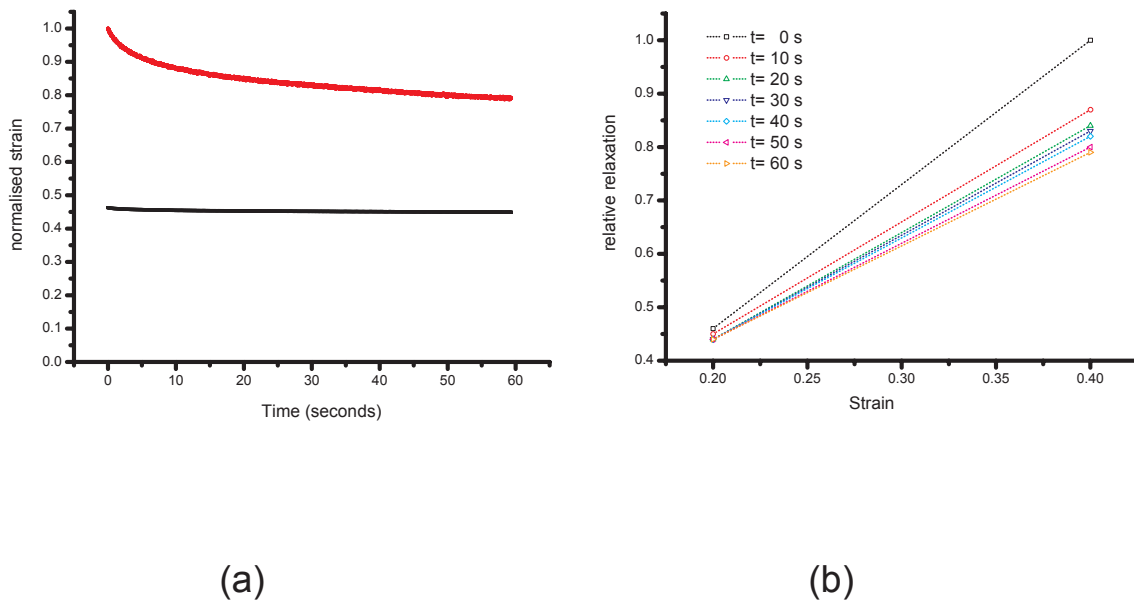 1.0
0.9
0.8
0.7
0.6
0.5
0.4
0.3
0.2
0.1
0.0
normalised strain
0 10 20 30 40 50 60
Time (seconds)
(a)
t= 0 s
t= 10 s
t= 20 s
t= 30 s
t= 40 s
t= 50 s
t= 60 s
1.0
0.9
0.8
0.7
0.6
0.5
0.4
relative relaxation
0.20 0.25 0.30 0.35 0.40
Strain
(b)